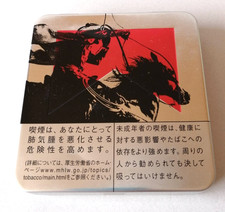 喫煙は、あなたにとって
肺気腫を悪化させる
危険性を高めます。
(詳細については、厚生労働省のホーム
ページwww.mhlw.go.jp/topics/
tobacco/main.htmlをご参照ください。)
未成年者の喫煙は、健康に
対する悪影響やたばこへの
依存をより強めます。周りの
人から勧められても決して
吸ってはいけません。